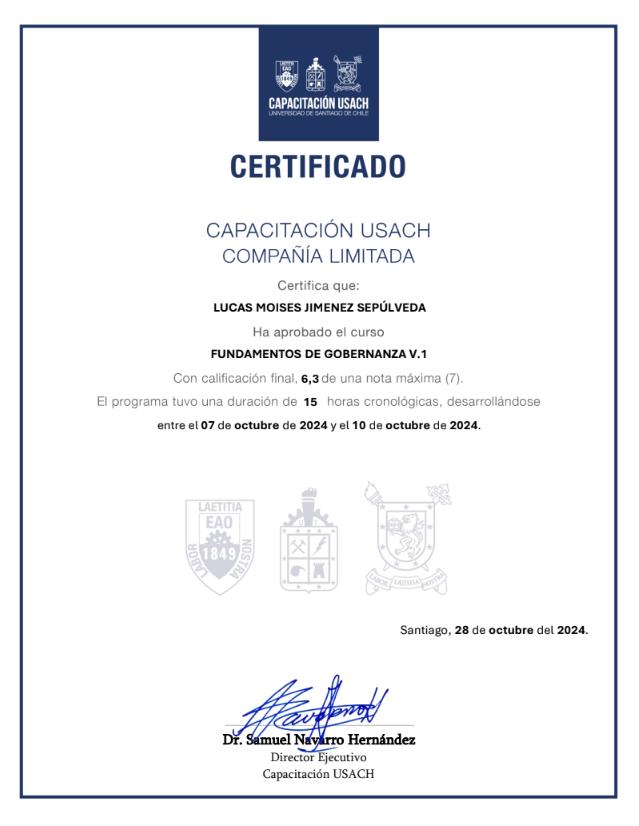 LAETITIA
EAO
1849
CAPACITACIÓN USACH
UNIVERSIDAD DE SANTIAGO DE CHILE
CERTIFICADO
CAPACITACIÓN USACH
COMPAÑÍA LIMITADA
Certifica que:
LUCAS MOISES JIMENEZ SEPÚLVEDA
Ha aprobado el curso
FUNDAMENTOS DE GOBERNANZA V.1
Con calificación final, 6,3 de una nota máxima (7).
El programa tuvo una duración de 15 horas cronológicas, desarrollándose
entre el 07 de octubre de 2024 y el 10 de octubre de 2024.
LAETITIA
EAO
LABOR 1849 NOSTRA
LABOR LAETITIA NOSTRA
Santiago, 28 de octubre del 2024.
Dr. Samuel Navarro Hernández
Director Ejecutivo
Capacitación USACH